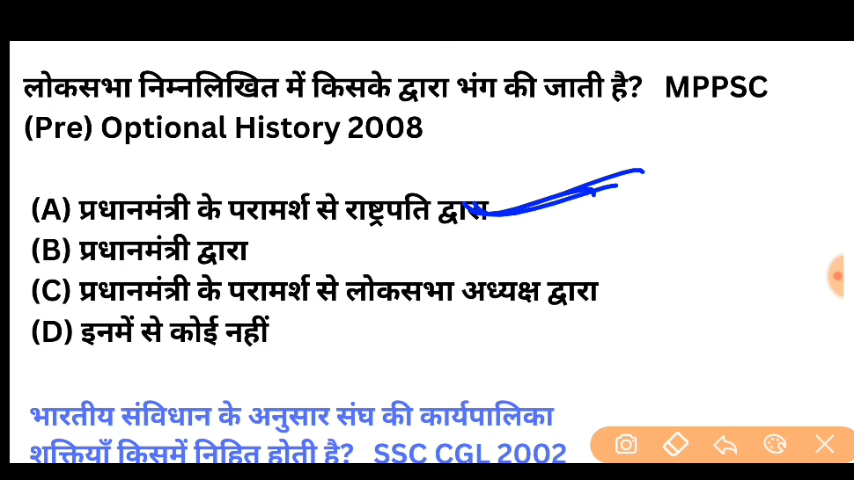 लोकसभा निम्नलिखित में किसके द्वारा भंग की जाती है? MPPSC
(Pre) Optional History 2008
(A) प्रधानमंत्री के परामर्श से राष्ट्रपति द्वारा
(B) प्रधानमंत्री द्वारा
(C) प्रधानमंत्री के परामर्श से लोकसभा अध्यक्ष द्वारा
(D) इनमें से कोई नहीं
भारतीय संविधान के अनुसार संघ की कार्यपालिका
शक्तियाँ किसमें निहित होती है? SSC CGL 2002